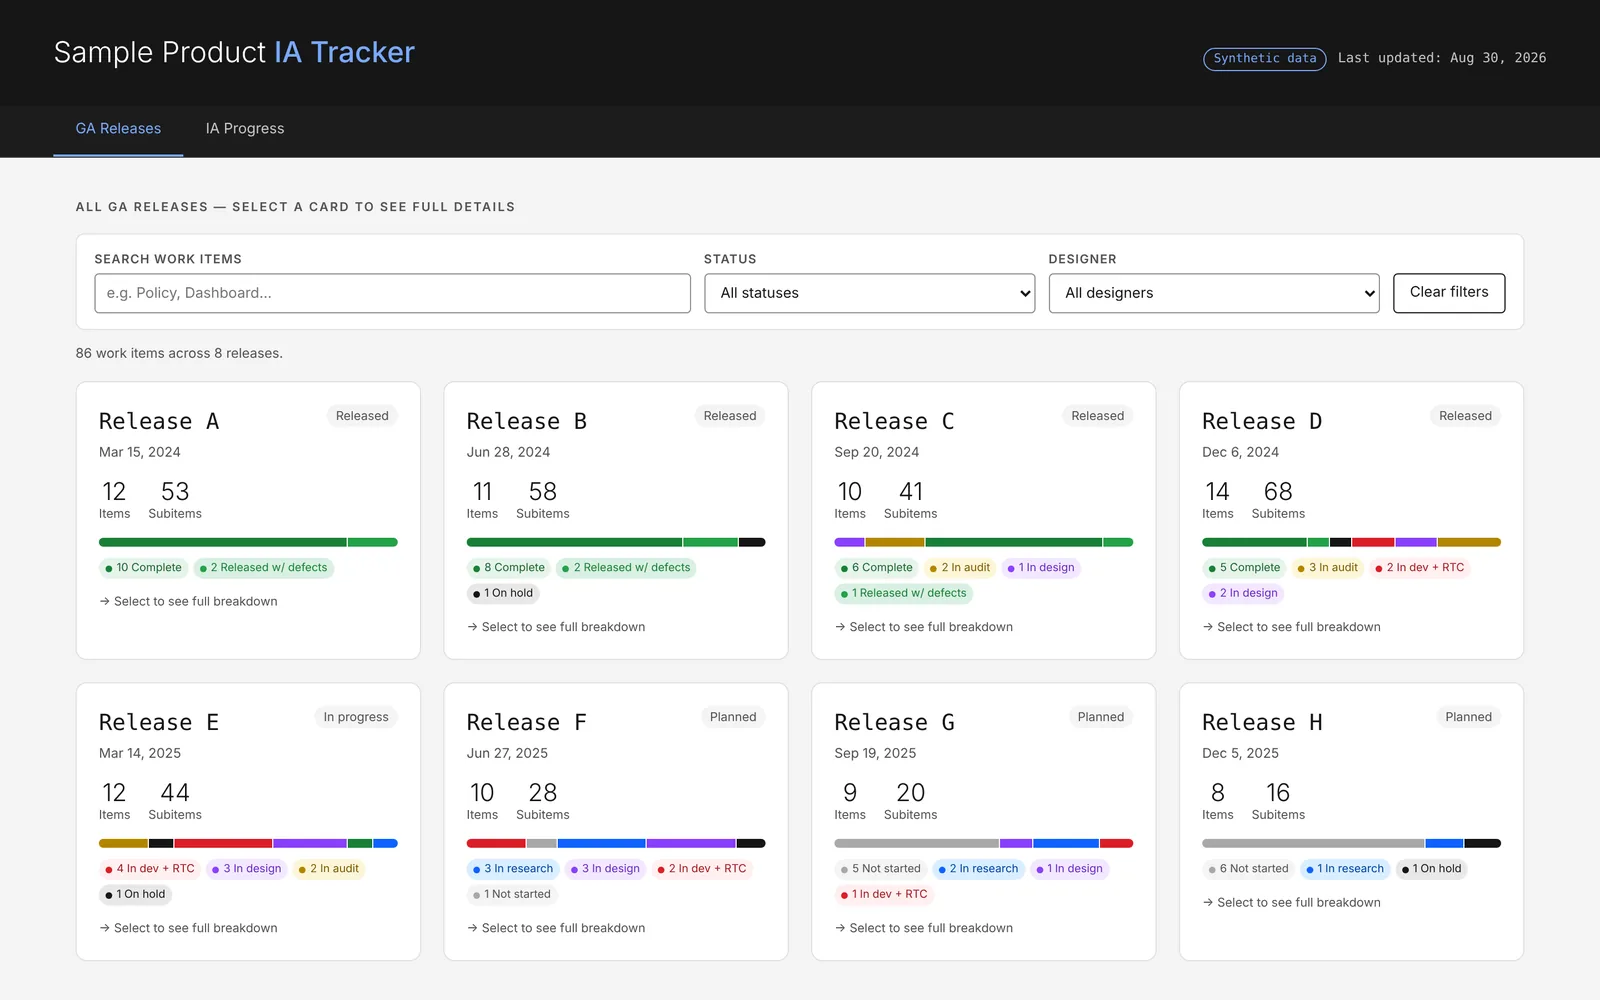 Sample Product IA Tracker
Synthetic data
Last updated: Aug 30, 2026
GA Releases
IA Progress
ALL GA RELEASES — SELECT A CARD TO SEE FULL DETAILS
SEARCH WORK ITEMS
e.g. Policy, Dashboard...
STATUS
All statuses
DESIGNER
All designers
Clear filters
86 work items across 8 releases.
Release A
Released
Mar 15, 2024
12 53
Items Subitems
10 Complete 2 Released w/ defects
→ Select to see full breakdown
Release B
Released
Jun 28, 2024
11 58
Items Subitems
8 Complete 2 Released w/ defects
1 On hold
→ Select to see full breakdown
Release C
Released
Sep 20, 2024
10 41
Items Subitems
6 Complete 2 In audit 1 In design
1 Released w/ defects
→ Select to see full breakdown
Release D
Released
Dec 6, 2024
14 68
Items Subitems
5 Complete 3 In audit 2 In dev + RTC
2 In design
→ Select to see full breakdown
Release E
In progress
Mar 14, 2025
12 44
Items Subitems
4 In dev + RTC 3 In design 2 In audit
1 On hold
→ Select to see full breakdown
Release F
Planned
Jun 27, 2025
10 28
Items Subitems
3 In research 3 In design 2 In dev + RTC
1 Not started
→ Select to see full breakdown
Release G
Planned
Sep 19, 2025
9 20
Items Subitems
5 Not started 2 In research 1 In design
1 In dev + RTC
→ Select to see full breakdown
Release H
Planned
Dec 5, 2025
8 16
Items Subitems
6 Not started 1 In research 1 On hold
→ Select to see full breakdown